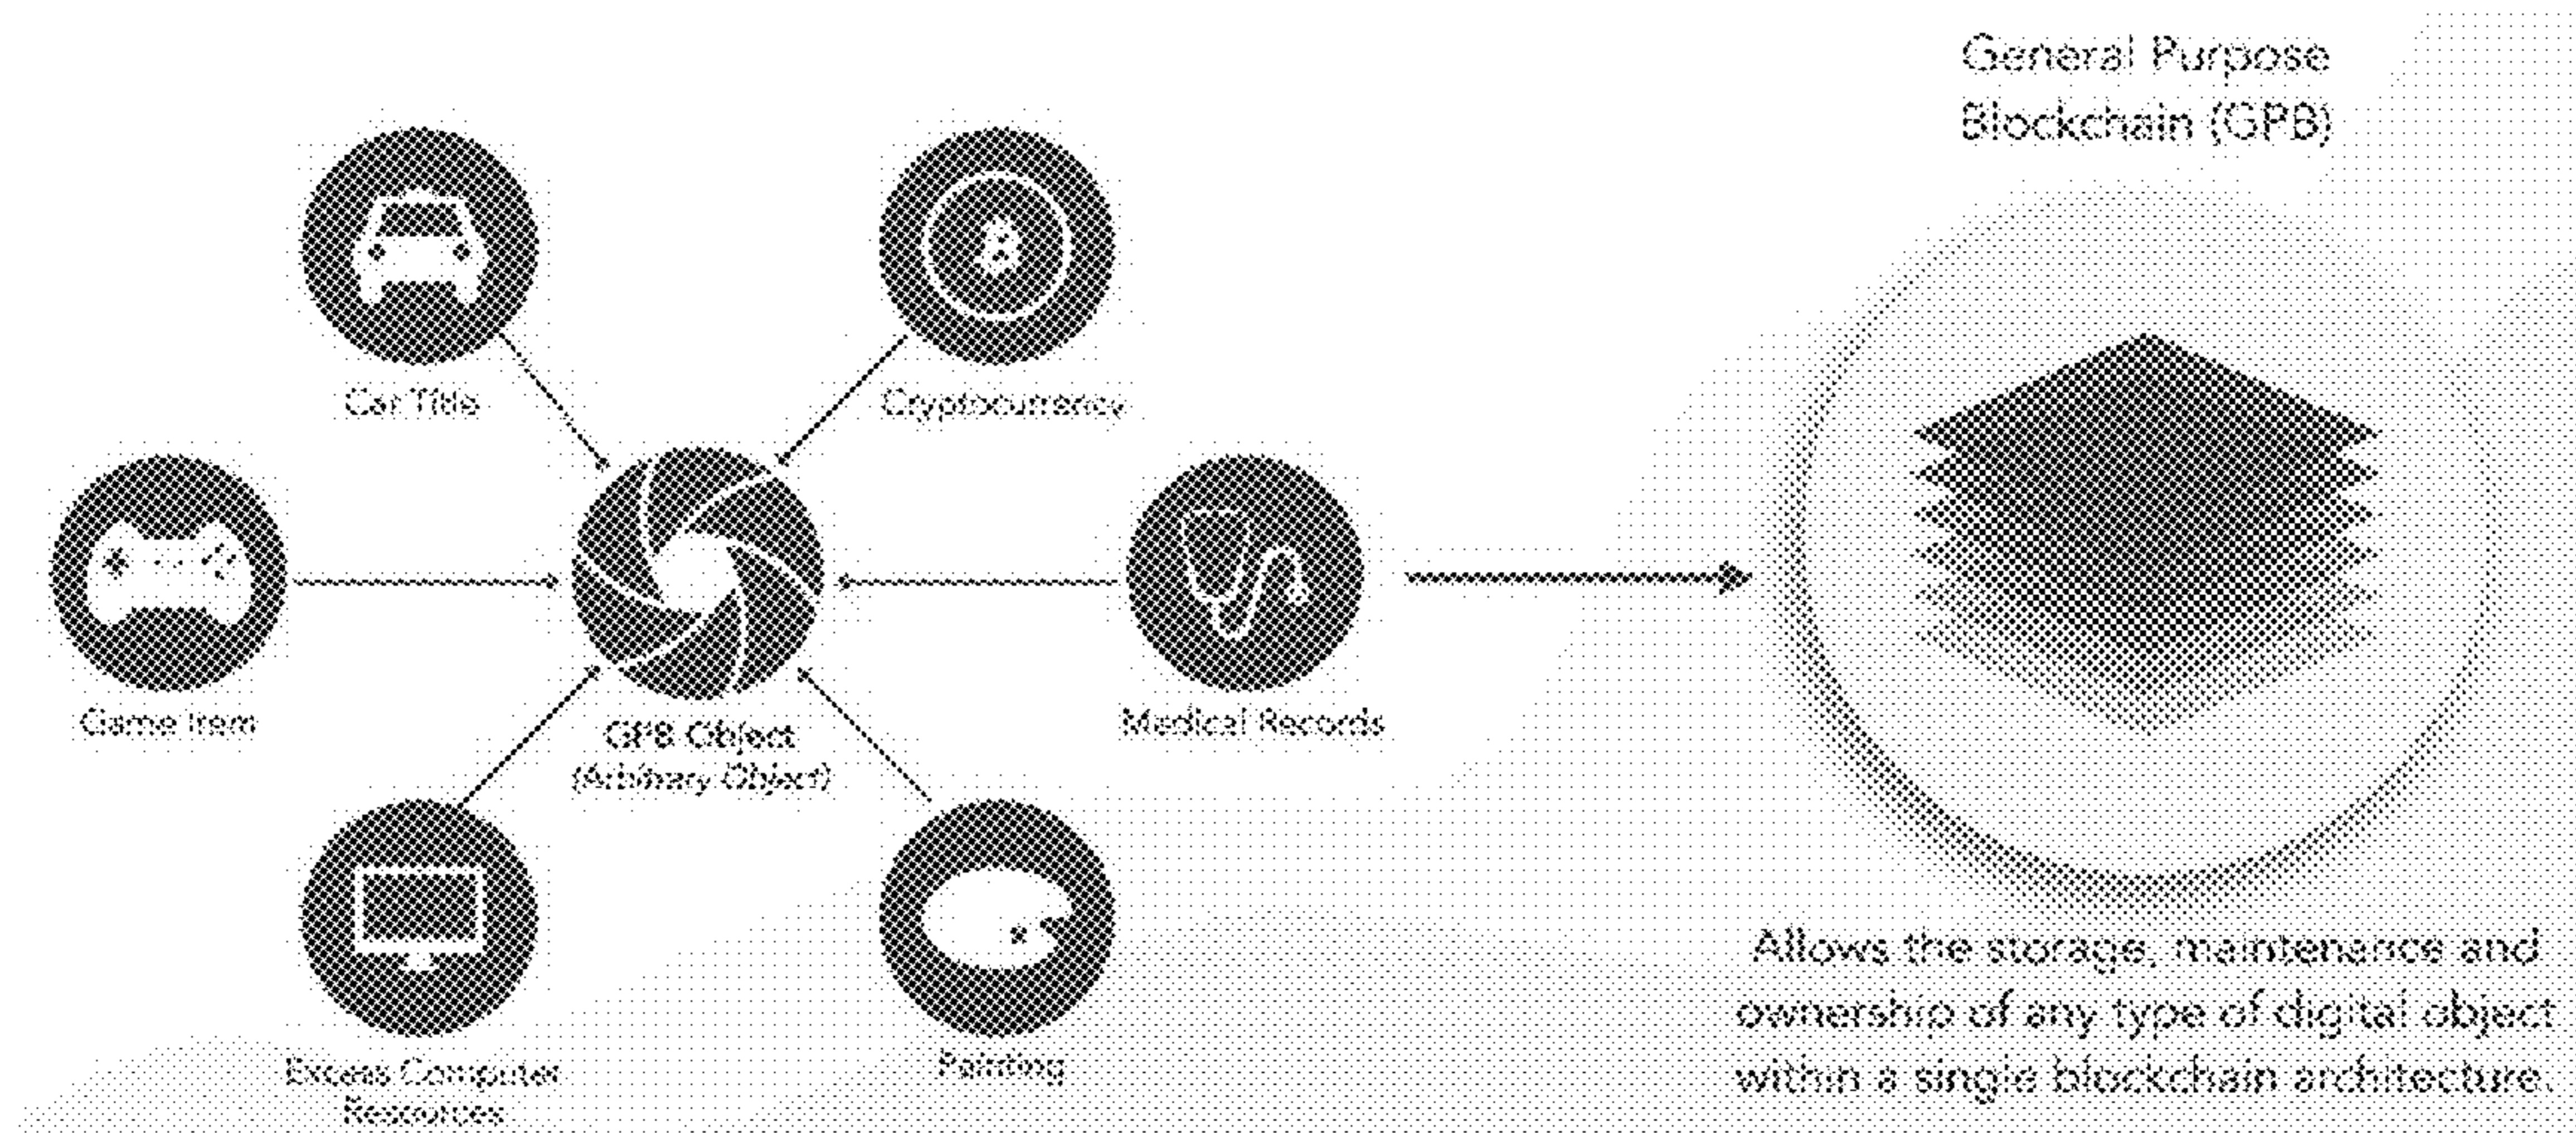 General Purpose
Blockchain (GPB)
Car Title
Cryptocurrency
Game Item
GPB Object
(Arbitrary Object)
Medical Records
Excess Computer
Resources
Painting
Allows the storage, maintenance and
ownership of any type of digital object
within a single blockchain architecture.